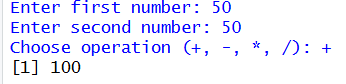 Enter first number: 50
Enter second number: 50
Choose operation (+, -, *, /): +
[1] 100